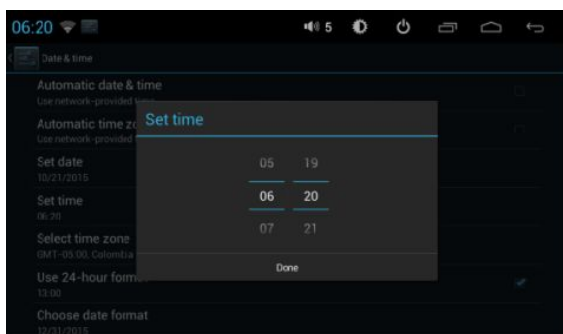 06:20 5
Date & time
Automatic date & time
Use network-provided time
Automatic time zo
Use network-provided
Set time
Set date
10/21/2015
05 19
Set time
06:20
06 20
07 21
Select time zone
GMT-05:00, Colombia
Done
Use 24-hour format
13:00
Choose date format
12/31/2015